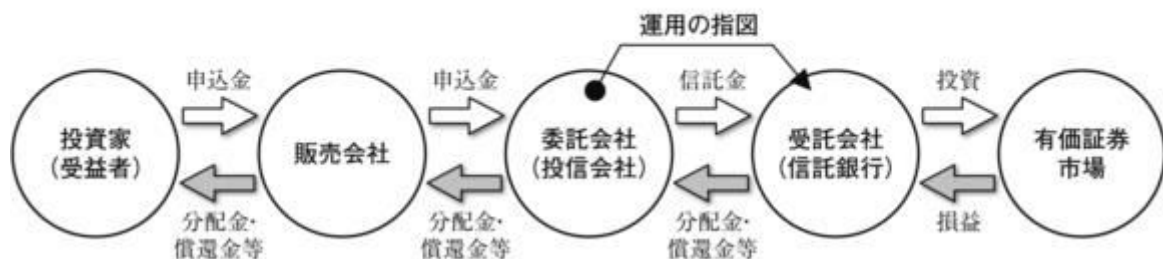 運用の指図
申込金
申込金
信託金
投資
投資家
(受益者)
販売会社
委託会社
(投信会社)
受託会社
(信託銀行)
有価証券
市場
分配金・
償還金等
分配金・
償還金等
分配金・
償還金等
損益